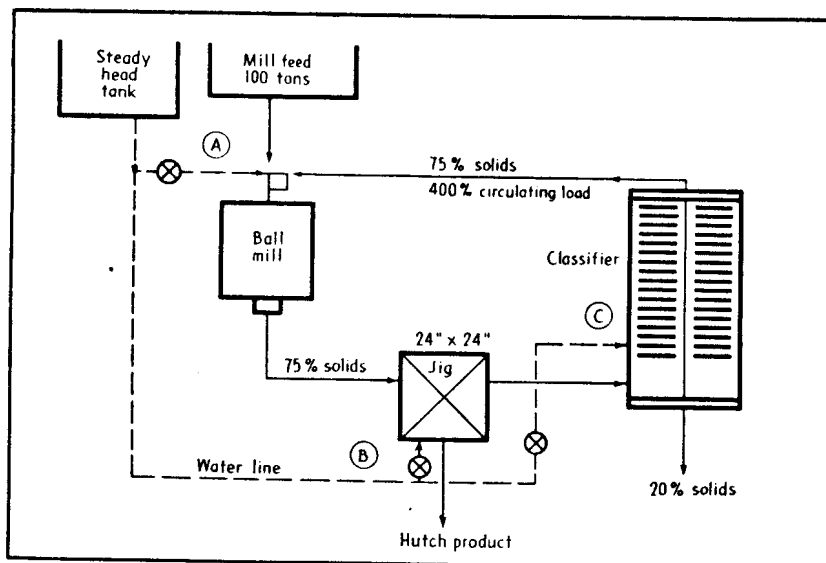 Steady
head
tank
Mill feed
100 tons
A
75% solids
400% circulating load
Ball
mill
Classifier
C
24" x 24"
Jig
75% solids
B
Water line
20% solids
Hutch product